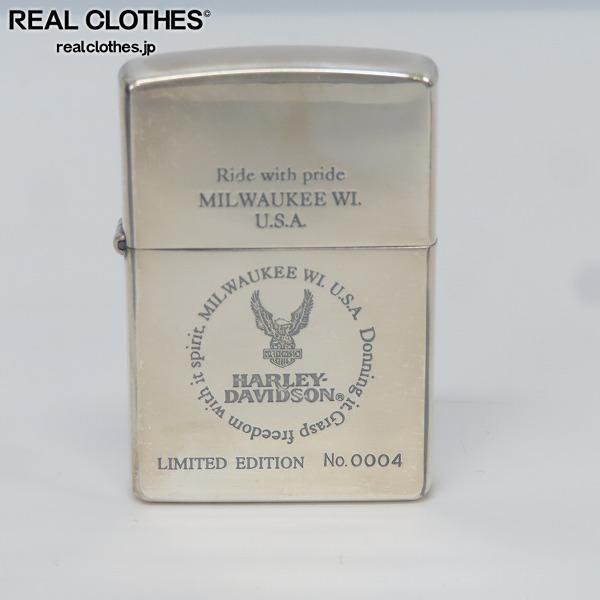 REAL CLOTHES©
realclothes.jp
Ride with pride
MILWAUKEE WI.
U.S.A.
MILWAUKEE WI. U.S.A. Donning it. Grasp freedom with it spirit.
HARLEY-
DAVIDSON®
LIMITED EDITION No. 0004